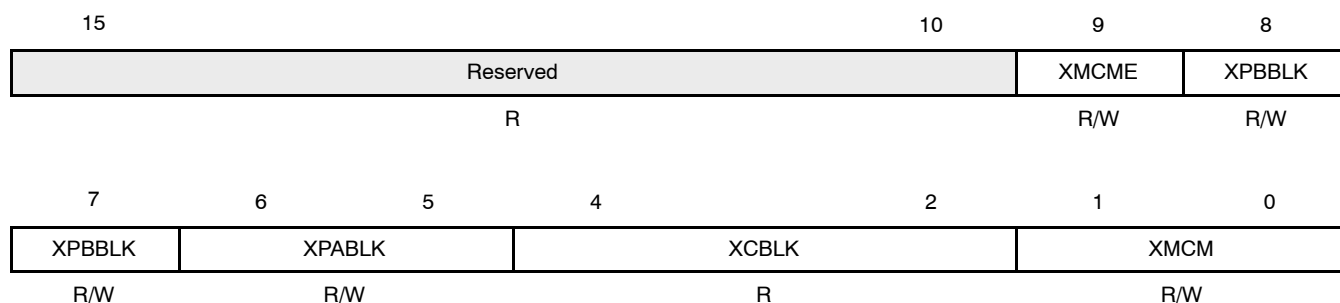 15 10 9 8
Reserved XMCME XPBBLK
R R/W R/W
7 6 5 4 2 1 0
XPBBLK XPABLK XCBLK XMCM
R/W R/W R R/W